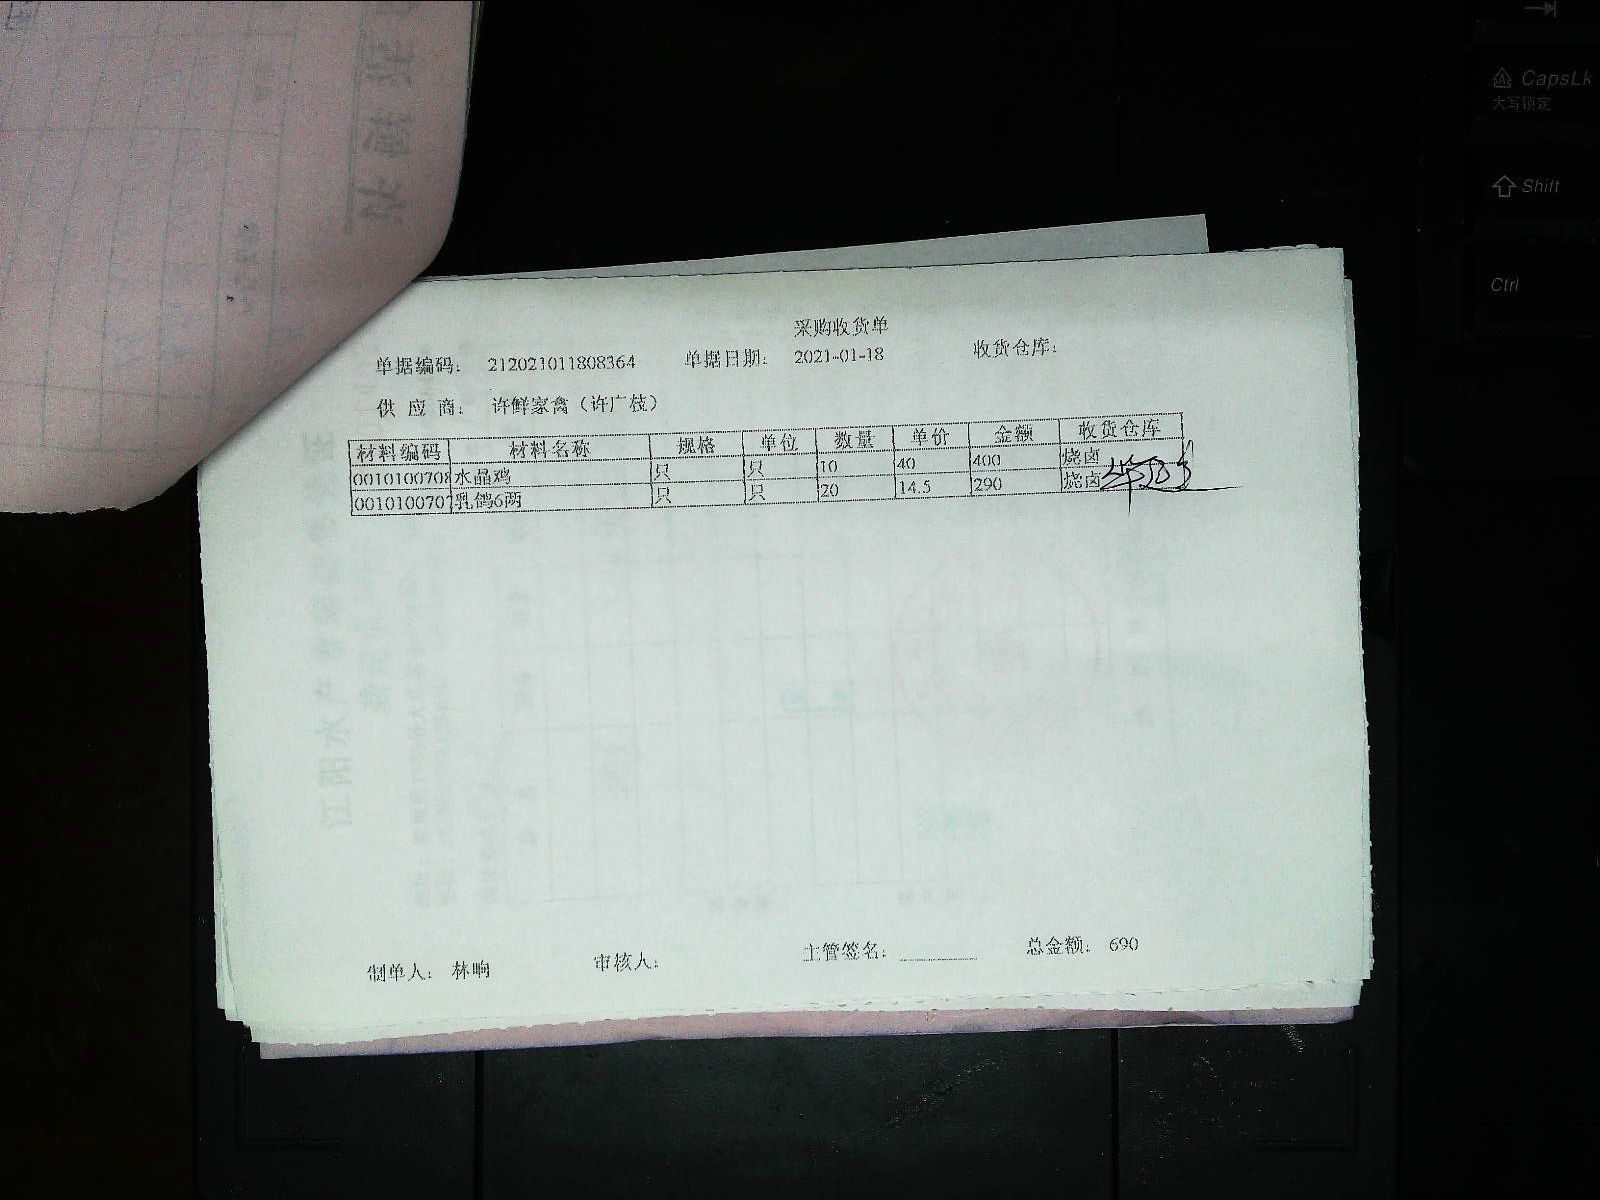 采购收货单
单据编码： 212021011808364 单据日期： 2021-01-18 收货仓库：
供 应 商： 许鲜家禽（许广枝）
材料编码 材料名称 规格 单位 数量 单价 金额 收货仓库
0010100708 水晶鸡 只 只 10 40 400 烧卤
0010100707 乳鸽6两 只 只 20 14.5 290 烧卤
制单人： 林响 审核人： 主管签名： 总金额： 690
CapsLk
大写锁定
Shift
Ctrl